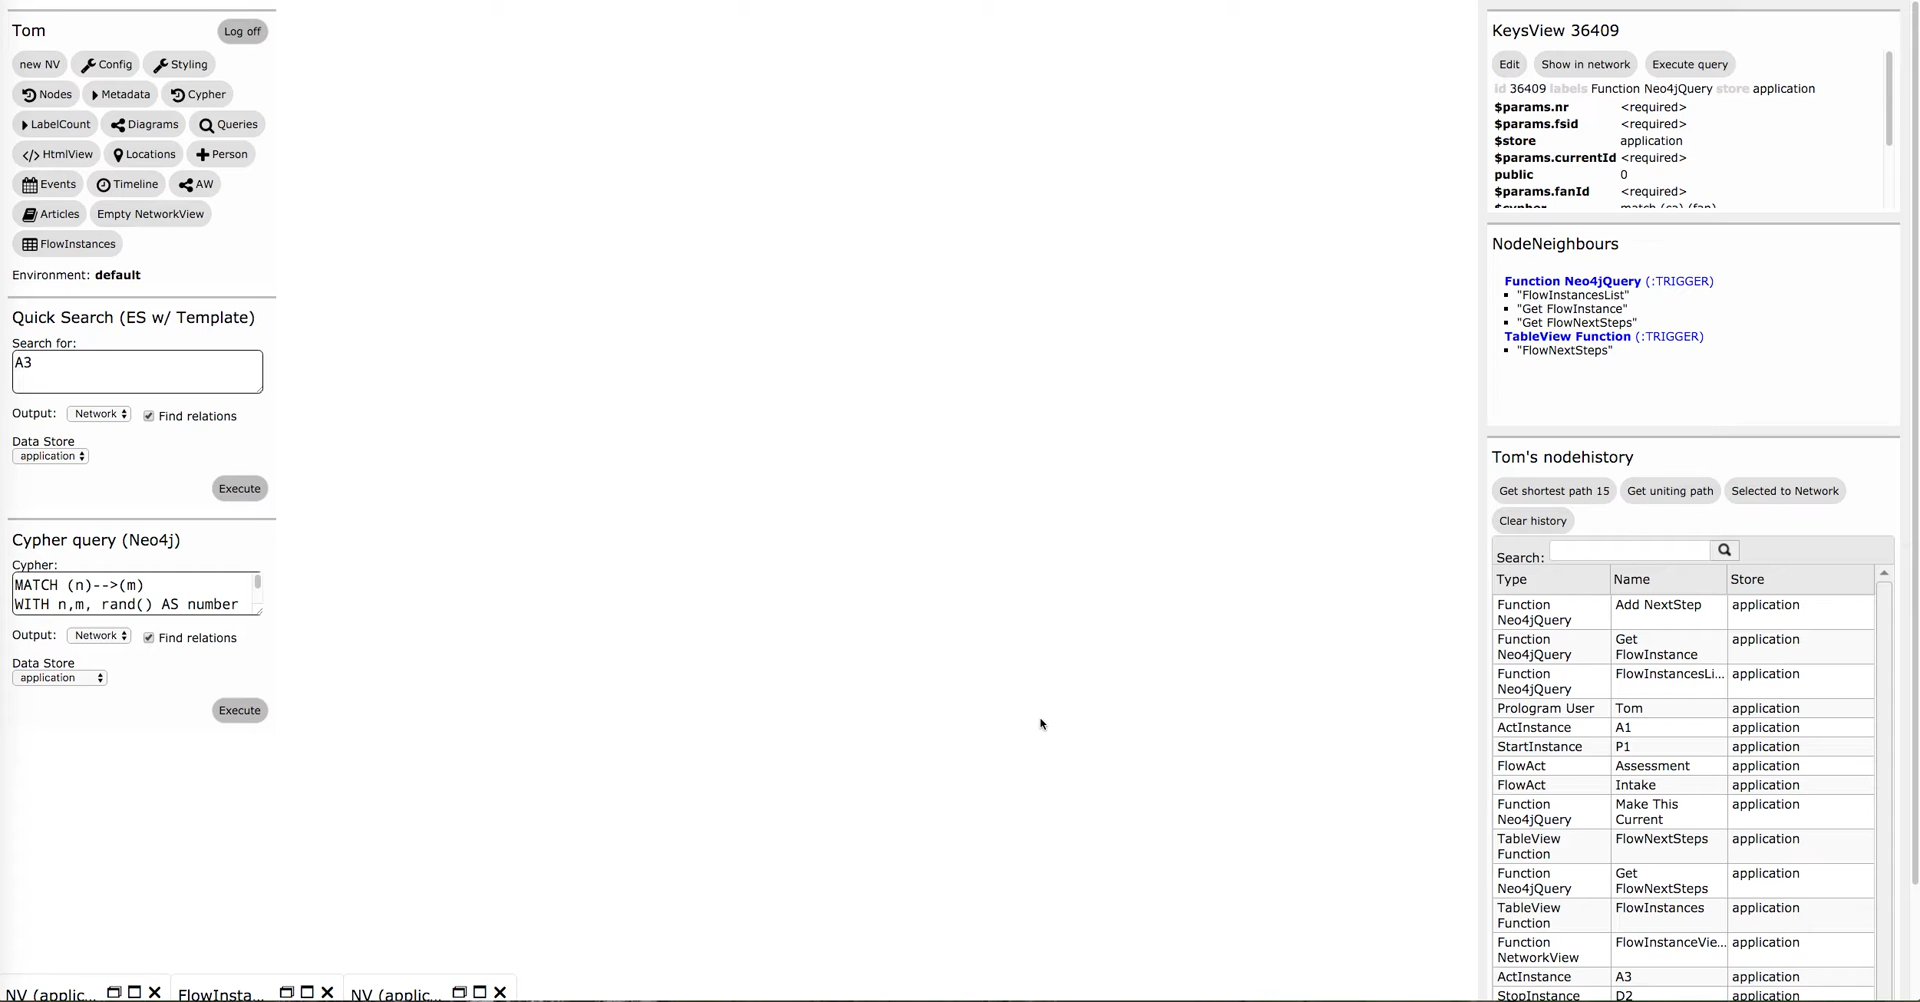 Tom
Log off
new NV Config Styling
Nodes Metadata Cypher
LabelCount Diagrams Queries
</> HtmlView Locations Person
Events Timeline AW
Articles Empty NetworkView
FlowInstances
Environment: default
Quick Search (ES w/ Template)
Search for:
A3
Output: Network Find relations
Data Store
application
Execute
Cypher query (Neo4j)
Cypher:
MATCH (n)-->(m)
WITH n,m, rand() AS number
Output: Network Find relations
Data Store
application
Execute
NV (applic...
FlowInsta...
NV (applic...
KeysView 36409
Edit Show in network Execute query
id 36409 labels Function Neo4jQuery store application
$params.nr <required>
$params.fsid <required>
$store application
$params.currentId <required>
public 0
$params.fanId <required>
$cypher match (ca) (fan)
NodeNeighbours
Function Neo4jQuery (:TRIGGER)
"FlowInstancesList"
"Get FlowInstance"
"Get FlowNextSteps"
TableView Function (:TRIGGER)
"FlowNextSteps"
Tom's nodehistory
Get shortest path 15 Get uniting path Selected to Network
Clear history
Search:
Type Name Store
Function Neo4jQuery Add NextStep application
Function Neo4jQuery Get FlowInstance application
Function Neo4jQuery FlowInstancesLi... application
Prologram User Tom application
ActInstance A1 application
StartInstance P1 application
FlowAct Assessment application
FlowAct Intake application
Function Neo4jQuery Make This Current application
TableView Function FlowNextSteps application
Function Neo4jQuery Get FlowNextSteps application
TableView Function FlowInstances application
Function NetworkView FlowInstanceVie... application
ActInstance A3 application
StopInstance D2 application